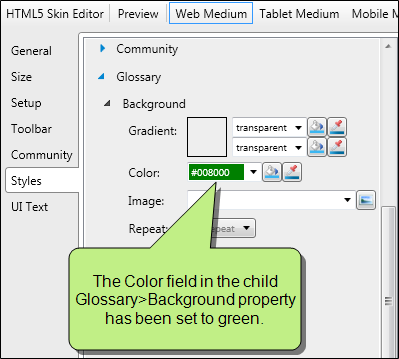 HTML5 Skin Editor Preview Web Medium Tablet Medium Mobile M
General
Size
Setup
Toolbar
Community
Styles
UI Text
Community
Glossary
Background
Gradient: transparent
transparent
Color: #008000
Image:
Repeat: epeat
The Color field in the child
Glossary>Background property
has been set to green.